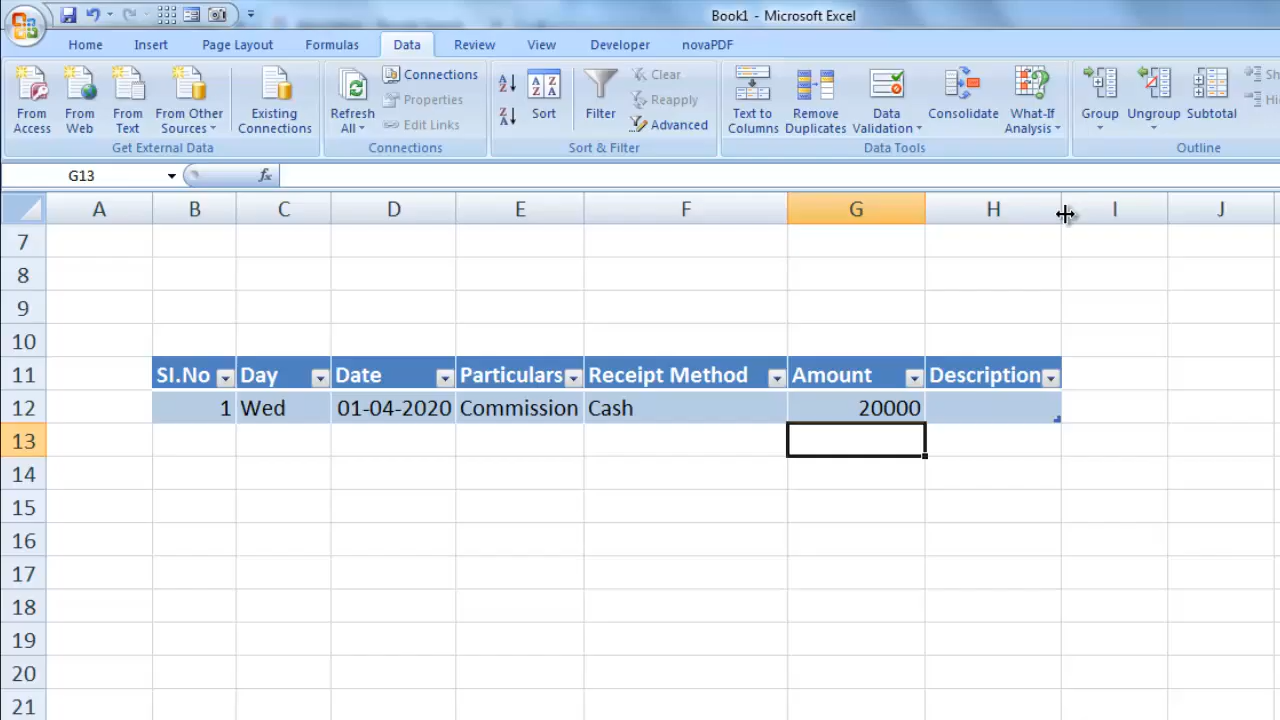 Book1 - Microsoft Excel
Home Insert Page Layout Formulas Data Review View Developer novaPDF
From Access From Web From Text From Other Sources Existing Connections Refresh All Connections Properties Edit Links Sort Filter Clear Reapply Advanced Text to Columns Remove Duplicates Data Validation Consolidate What-If Analysis Group Ungroup Subtotal
Get External Data Connections Sort & Filter Data Tools Outline
G13 fx
A B C D E F G H I J
7
8
9
10
11 SI.No Day Date Particulars Receipt Method Amount Description
12 1 Wed 01-04-2020 Commission Cash 20000
13
14
15
16
17
18
19
20
21